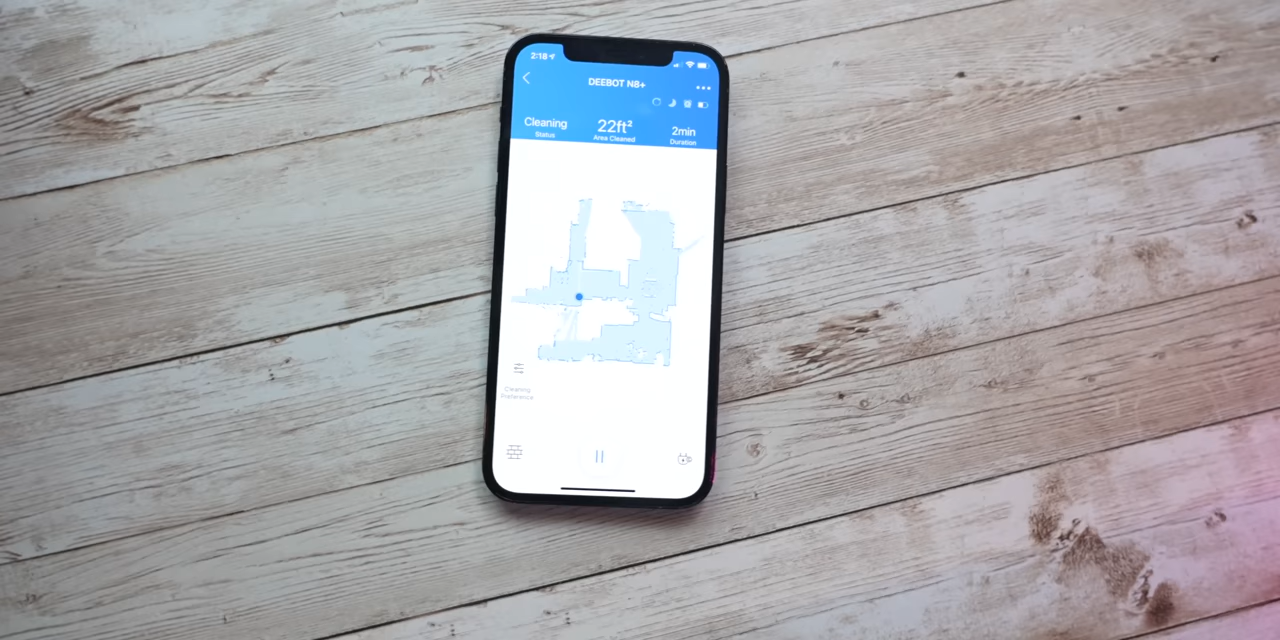 2:18
DEEBOT N8+
Cleaning
Status
22ft²
Area Cleaned
2min
Duration
Cleaning
Preference